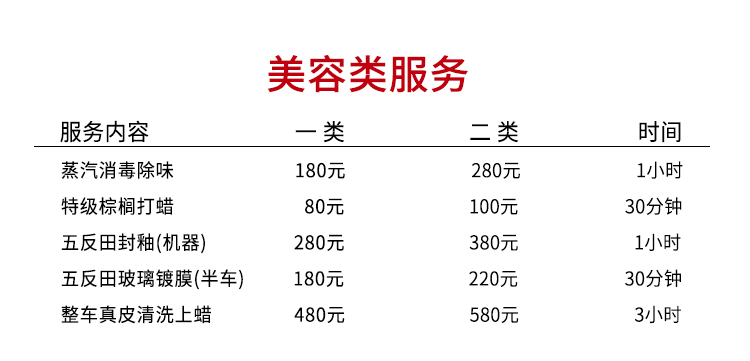 美容类服务
服务内容 一 类 二 类 时间
蒸汽消毒除味 180元 280元 1小时
特级棕榈打蜡 80元 100元 30分钟
五反田封釉(机器) 280元 380元 1小时
五反田玻璃镀膜(半车) 180元 220元 30分钟
整车真皮清洗上蜡 480元 580元 3小时